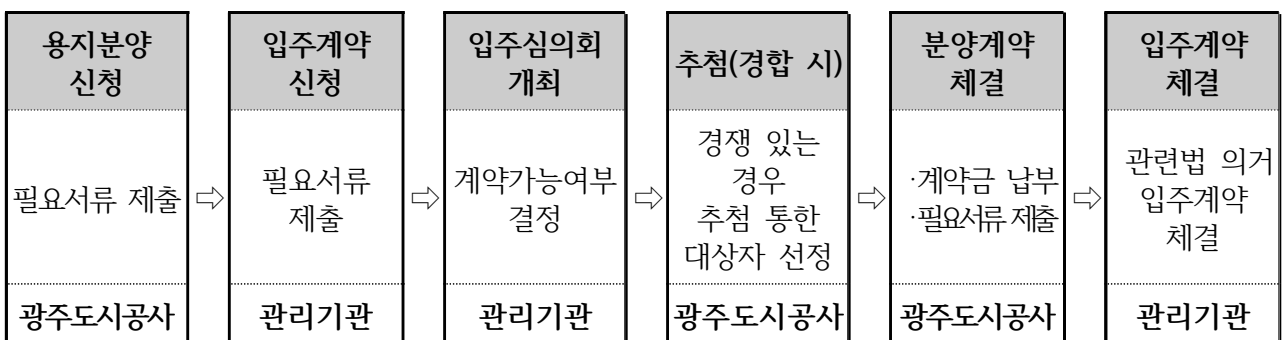 용지분양
신청
필요서류 제출
광주도시공사
⇨
입주계약
신청
필요서류
제출
관리기관
⇨
입주심의회
개최
계약가능여부
결정
관리기관
⇨
추첨(경합 시)
경쟁 있는
경우
추첨 통한
대상자 선정
광주도시공사
⇨
분양계약
체결
·계약금 납부
·필요서류 제출
광주도시공사
⇨
입주계약
체결
관련법 의거
입주계약
체결
관리기관